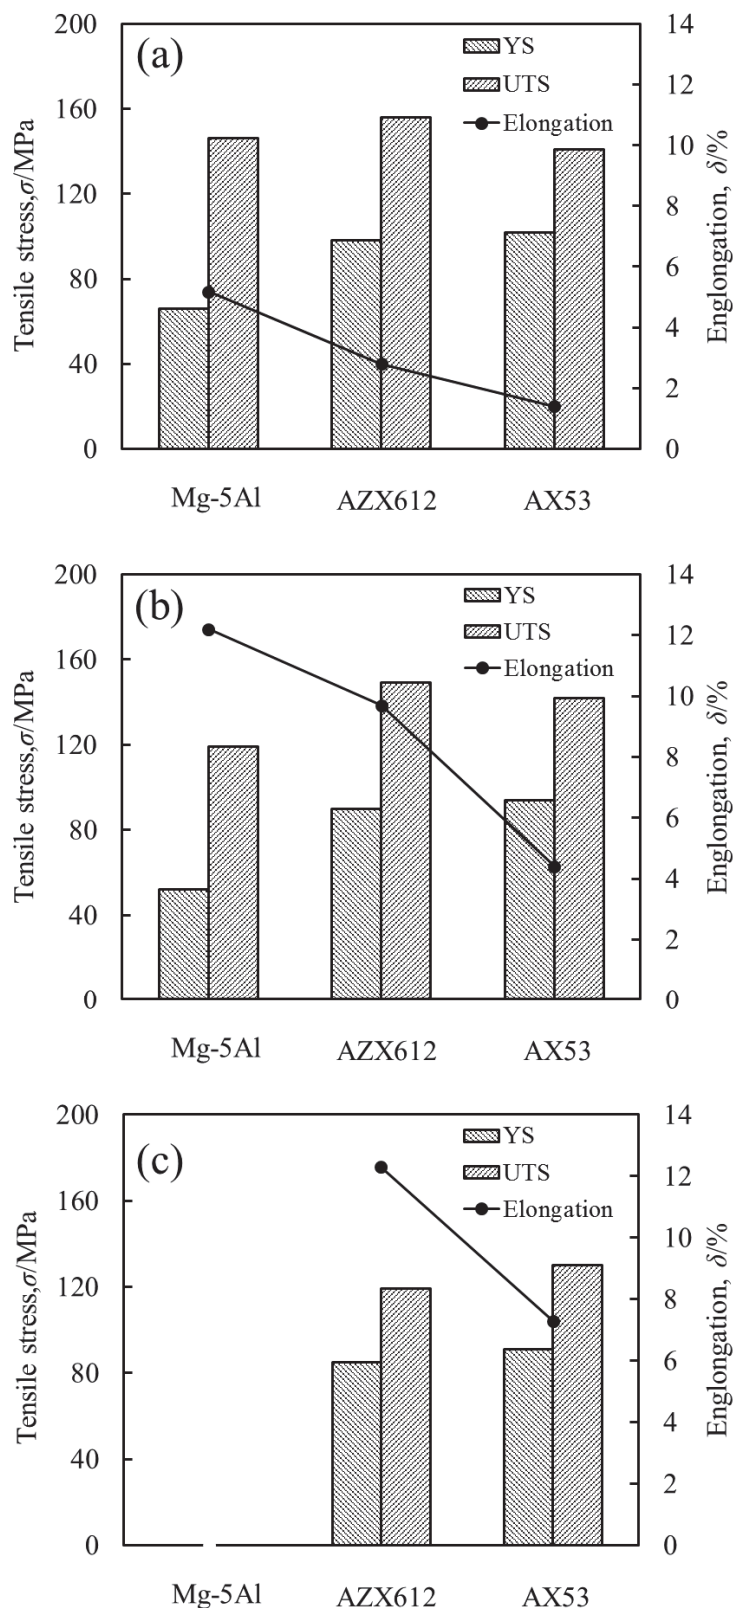 (a)
YS
UTS
Elongation
200
160
120
80
40
0
Tensile stress,σ/MPa
14
12
10
8
6
4
2
0
Englongation, δ/%
Mg-5Al AZX612 AX53
(b)
YS
UTS
Elongation
200
160
120
80
40
0
Tensile stress,σ/MPa
14
12
10
8
6
4
2
0
Englongation, δ/%
Mg-5Al AZX612 AX53
(c)
YS
UTS
Elongation
200
160
120
80
40
0
Tensile stress,σ/MPa
14
12
10
8
6
4
2
0
Englongation, δ/%
Mg-5Al AZX612 AX53